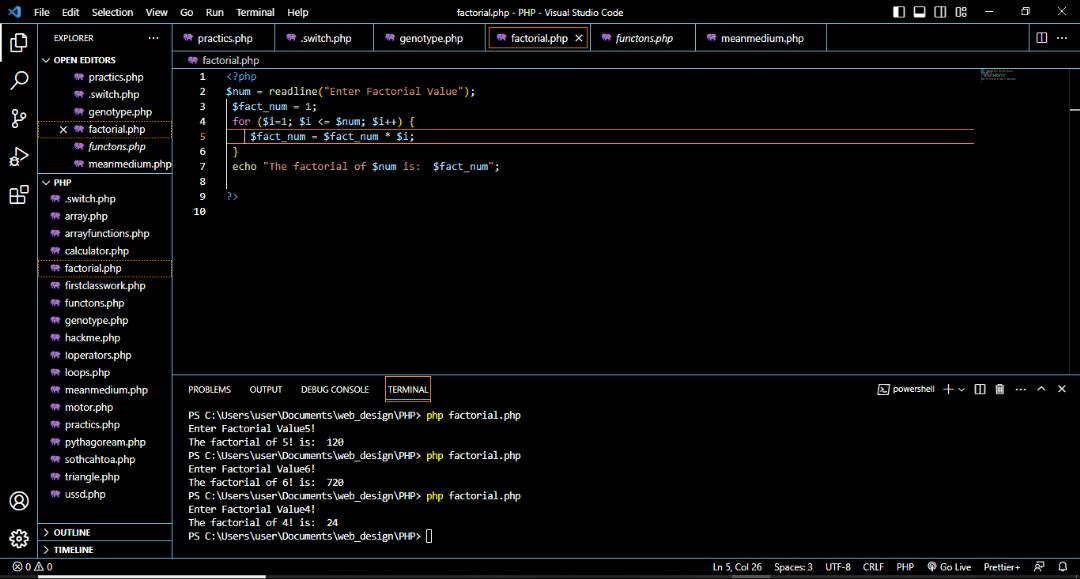 File Edit Selection View Go Run Terminal Help
factorial.php - PHP - Visual Studio Code
EXPLORER
OPEN EDITORS
practics.php
.switch.php
genotype.php
factorial.php
functons.php
meanmedium.php
PHP
.switch.php
array.php
arrayfunctions.php
calculator.php
factorial.php
firstclasswork.php
functons.php
genotype.php
hackme.php
loperators.php
loops.php
meanmedium.php
motor.php
practics.php
pythagoream.php
sothcahtoa.php
triangle.php
ussd.php
OUTLINE
TIMELINE
practics.php .switch.php genotype.php factorial.php functons.php meanmedium.php
factorial.php
1 <?php
2 $num = readline("Enter Factorial Value");
3 $fact_num = 1;
4 for ($i=1; $i <= $num; $i++) {
5 $fact_num = $fact_num * $i;
6 }
7 echo "The factorial of $num is:  $fact_num";
8
9 ?>
10
PROBLEMS OUTPUT DEBUG CONSOLE TERMINAL
powershell
PS C:\Users\user\Documents\web_design\PHP> php factorial.php
Enter Factorial Value5!
The factorial of 5! is:  120
PS C:\Users\user\Documents\web_design\PHP> php factorial.php
Enter Factorial Value6!
The factorial of 6! is:  720
PS C:\Users\user\Documents\web_design\PHP> php factorial.php
Enter Factorial Value4!
The factorial of 4! is:  24
PS C:\Users\user\Documents\web_design\PHP>
0 0
Ln 5, Col 26 Spaces: 3 UTF-8 CRLF PHP Go Live Prettier+